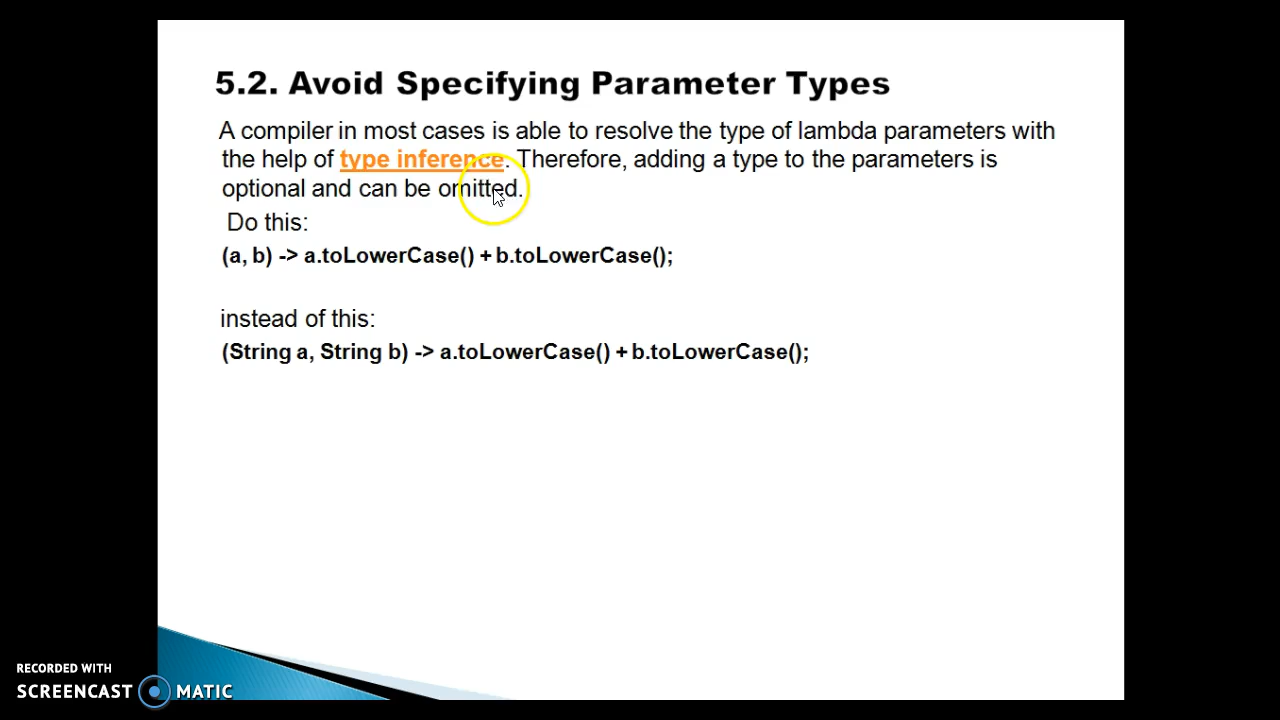 5.2. Avoid Specifying Parameter Types
A compiler in most cases is able to resolve the type of lambda parameters with
the help of type inference. Therefore, adding a type to the parameters is
optional and can be omitted.
Do this:
(a, b) -> a.toLowerCase() + b.toLowerCase();
instead of this:
(String a, String b) -> a.toLowerCase() + b.toLowerCase();
RECORDED WITH
SCREENCAST MATIC